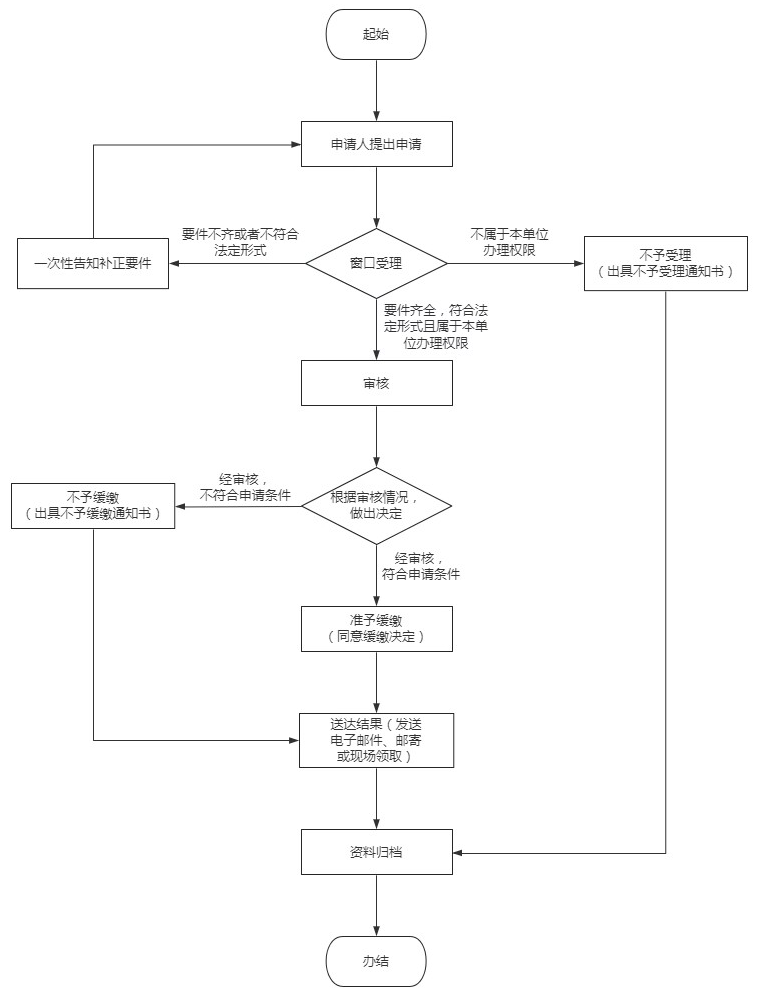 起始
申请人提出申请
要件不齐或者不符合
法定形式
不属于本单位
办理权限
一次性告知补正要件
窗口受理
不予受理
（出具不予受理通知书）
要件齐全，符合法
定形式且属于本单
位办理权限
审核
经审核，
不符合申请条件
不予缓缴
（出具不予缓缴通知书）
根据审核情况，
做出决定
经审核，
符合申请条件
准予缓缴
（同意缓缴决定）
送达结果（发送
电子邮件、邮寄
或现场领取）
资料归档
办结